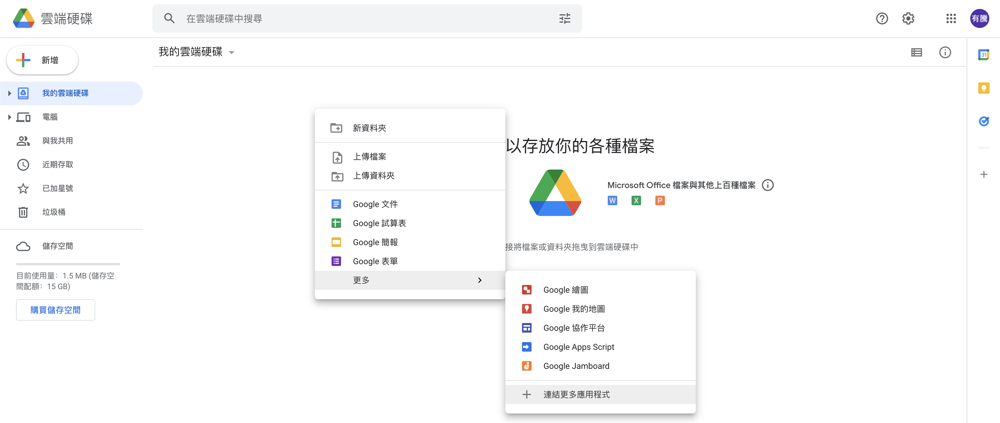 雲端硬碟
在雲端硬碟中搜尋
有騰
新增
我的雲端硬碟
31
我的雲端硬碟
電腦
與我共用
近期存取
已加星號
垃圾桶
儲存空間
目前使用量：1.5 MB (儲存空
間配額：15 GB)
購買儲存空間
新資料夾
上傳檔案
上傳資料夾
Google 文件
Google 試算表
Google 簡報
Google 表單
更多
以存放你的各種檔案
Microsoft Office 檔案與其他上百種檔案
W X P
接將檔案或資料夾拖曳到雲端硬碟中
Google 繪圖
Google 我的地圖
Google 協作平台
Google Apps Script
Google Jamboard
連結更多應用程式